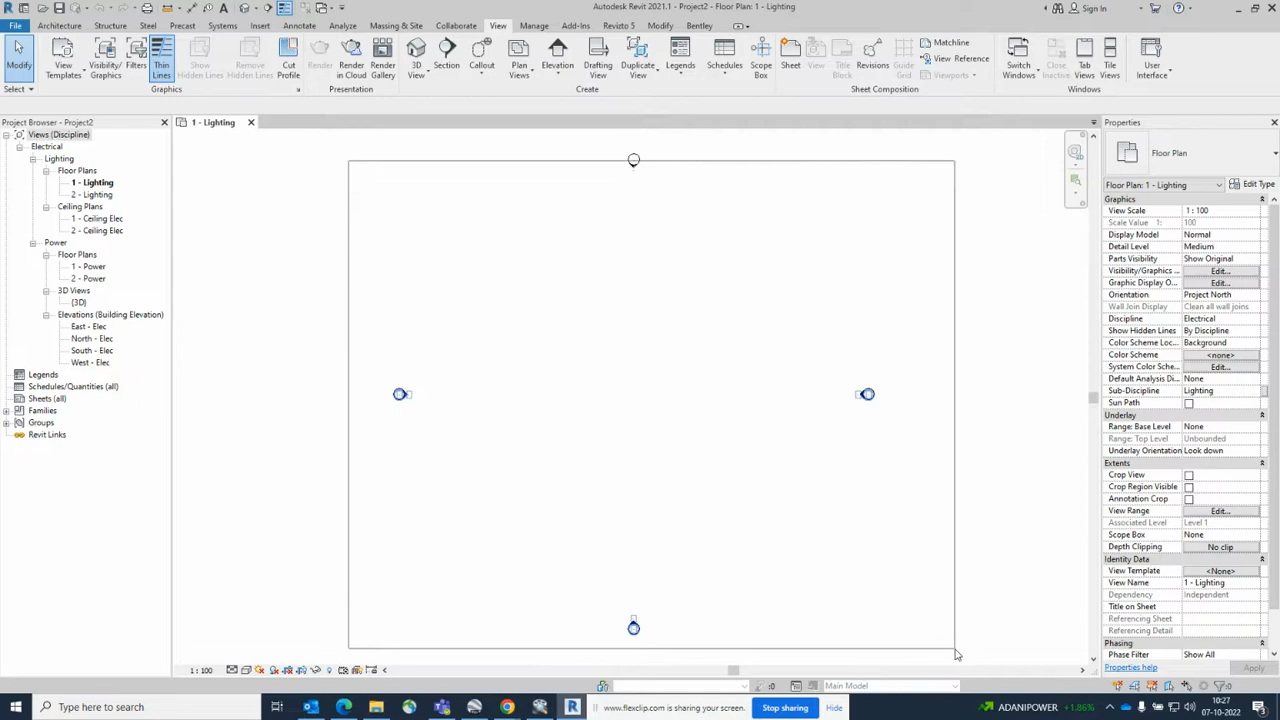 Autodesk Revit 2021.1 - Project2 - Floor Plan: 1 - Lighting
Sign In
File Architecture Structure Steel Precast Systems Insert Annotate Analyze Massing & Site Collaborate View Manage Add-Ins Revizto 5 Modify Bentley
Modify
View Templates
Visibility/ Graphics
Filters
Thin Lines
Show Hidden Lines
Remove Hidden Lines
Cut Profile
Render
Render in Cloud
Render Gallery
3D View
Section
Callout
Plan Views
Elevation
Drafting View
Duplicate View
Legends
Schedules
Scope Box
Sheet
View
Title Block
Revisions
Guide Grid
Matchline
View Reference
Viewports
Switch Windows
Close Inactive
Tab Views
Tile Views
User Interface
Select
Graphics
Presentation
Create
Sheet Composition
Windows
Project Browser - Project2
Views (Discipline)
Electrical
Lighting
Floor Plans
1 - Lighting
2 - Lighting
Ceiling Plans
1 - Ceiling Elec
2 - Ceiling Elec
Power
Floor Plans
1 - Power
2 - Power
3D Views
{3D}
Elevations (Building Elevation)
East - Elec
North - Elec
South - Elec
West - Elec
Legends
Schedules/Quantities (all)
Sheets (all)
Families
Groups
Revit Links
1 - Lighting
Properties
Floor Plan
Floor Plan: 1 - Lighting Edit Type
Graphics
View Scale 1 : 100
Scale Value 1: 100
Display Model Normal
Detail Level Medium
Parts Visibility Show Original
Visibility/Graphics ... Edit...
Graphic Display O... Edit...
Orientation Project North
Wall Join Display Clean all wall joins
Discipline Electrical
Show Hidden Lines By Discipline
Color Scheme Loc... Background
Color Scheme <none>
System Color Sche... Edit...
Default Analysis Di... None
Sub-Discipline Lighting
Sun Path
Underlay
Range: Base Level None
Range: Top Level Unbounded
Underlay Orientation Look down
Extents
Crop View
Crop Region Visible
Annotation Crop
View Range Edit...
Associated Level Level 1
Scope Box None
Depth Clipping No clip
Identity Data
View Template <None>
View Name 1 - Lighting
Dependency Independent
Title on Sheet
Referencing Sheet
Referencing Detail
Phasing
Phase Filter Show All
Properties help Apply
1 : 100
:0
Main Model
:0
Type here to search
www.flexclip.com is sharing your screen.
Stop sharing
Hide
ADANIPOWER +1.86%
10:27
07-10-2022